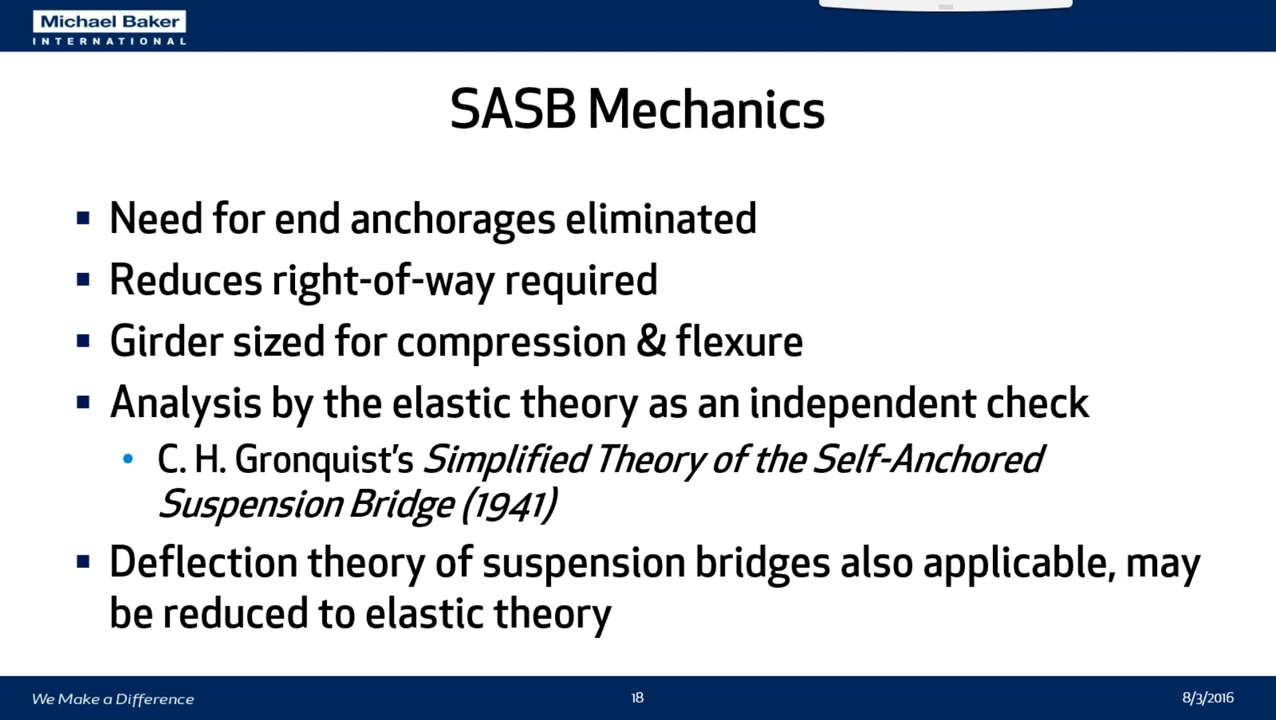 Michael Baker
INTERNATIONAL
SASB Mechanics
Need for end anchorages eliminated
Reduces right-of-way required
Girder sized for compression & flexure
Analysis by the elastic theory as an independent check
C. H. Gronquist's Simplified Theory of the Self-Anchored
Suspension Bridge (1941)
Deflection theory of suspension bridges also applicable, may
be reduced to elastic theory
We Make a Difference
18
8/3/2016